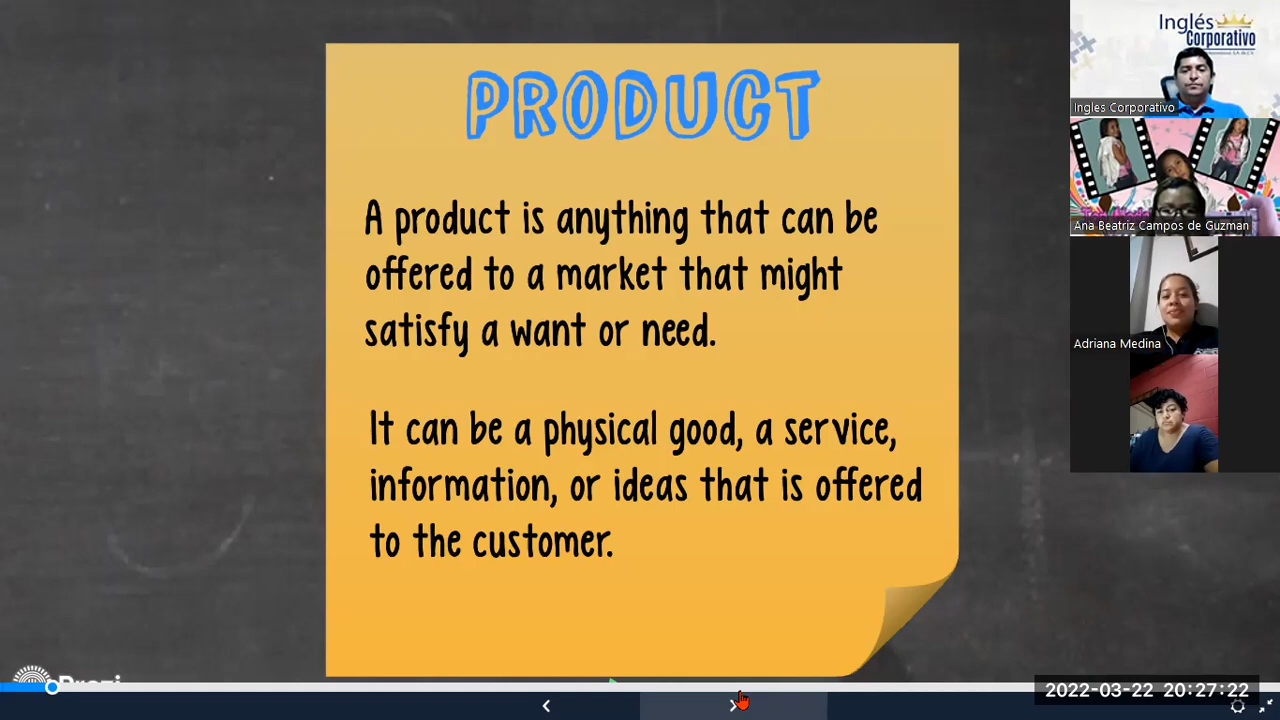 PRODUCT
A product is anything that can be
offered to a market that might
satisfy a want or need.
It can be a physical good, a service,
information, or ideas that is offered
to the customer.
Inglés
Corporativo
Ingles Corporativo
Ana Beatriz Campos de Guzman
Adriana Medina
Prezi
2022-03-22 20:27:22